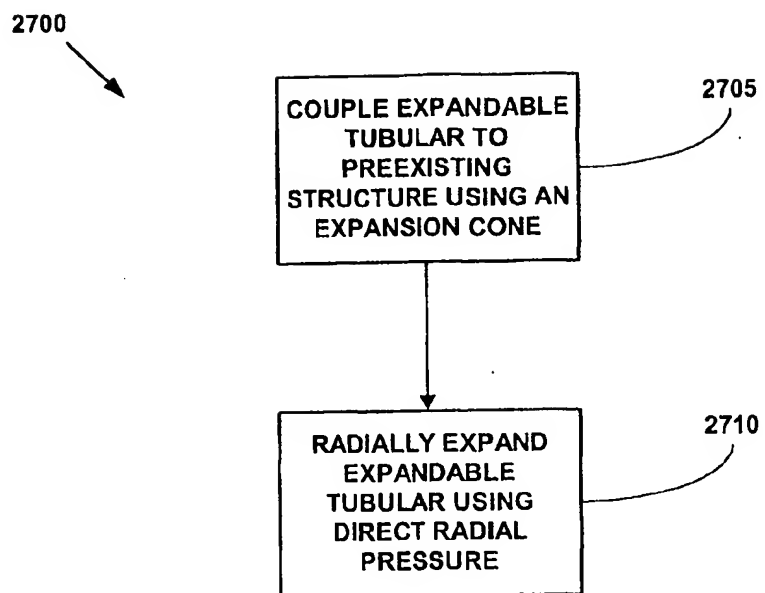 2700
2705
COUPLE EXPANDABLE
TUBULAR TO
PREEXISTING
STRUCTURE USING AN
EXPANSION CONE
2710
RADIALLY EXPAND
EXPANDABLE
TUBULAR USING
DIRECT RADIAL
PRESSURE